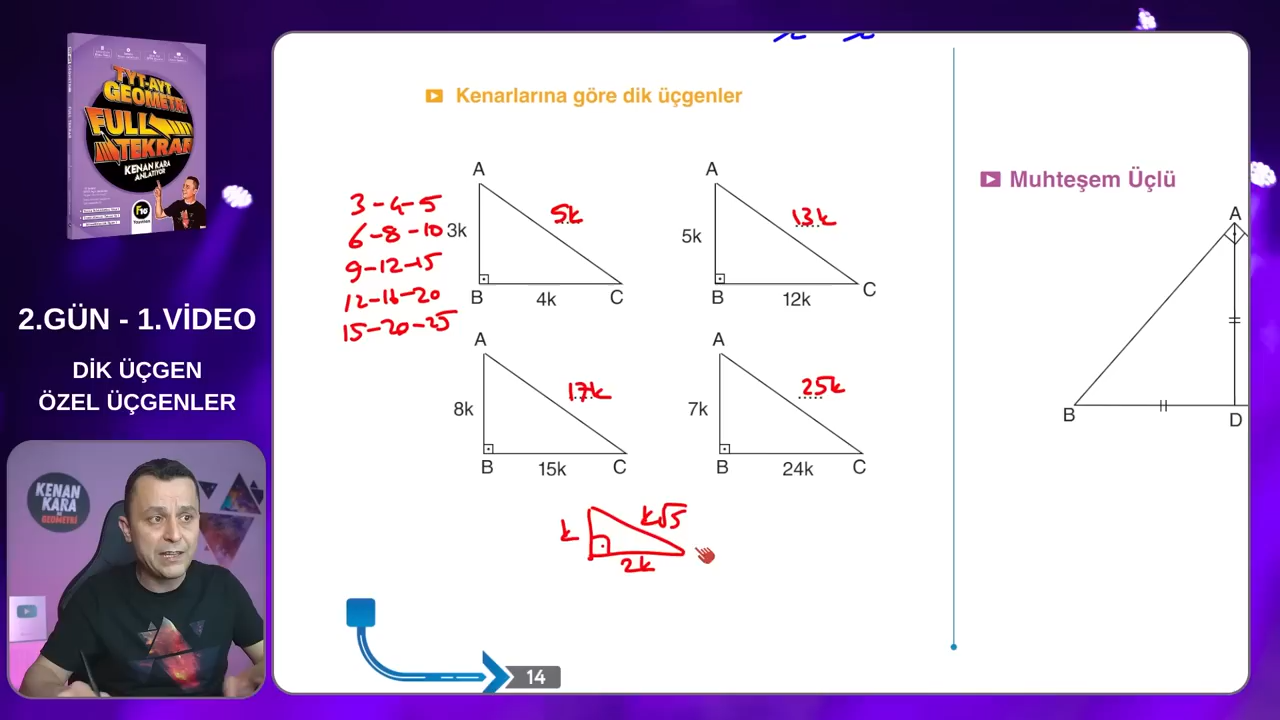 TYT-AYT
GEOMETRİ
FULL
TEKRAR
KENAN KARA
ANLATIYOR
2.GÜN - 1.VİDEO
DİK ÜÇGEN
ÖZEL ÜÇGENLER
KENAN
KARA
GEOMETRİ
Kenarlarına göre dik üçgenler
3-4-5
6-8-10
9-12-15
12-16-20
15-20-25
A
3k
5k
B
4k
C
A
5k
13k
B
12k
C
A
8k
17k
B
15k
C
A
7k
25k
B
24k
C
k
k√5
2k
14
Muhteşem Üçlü
A
B
D